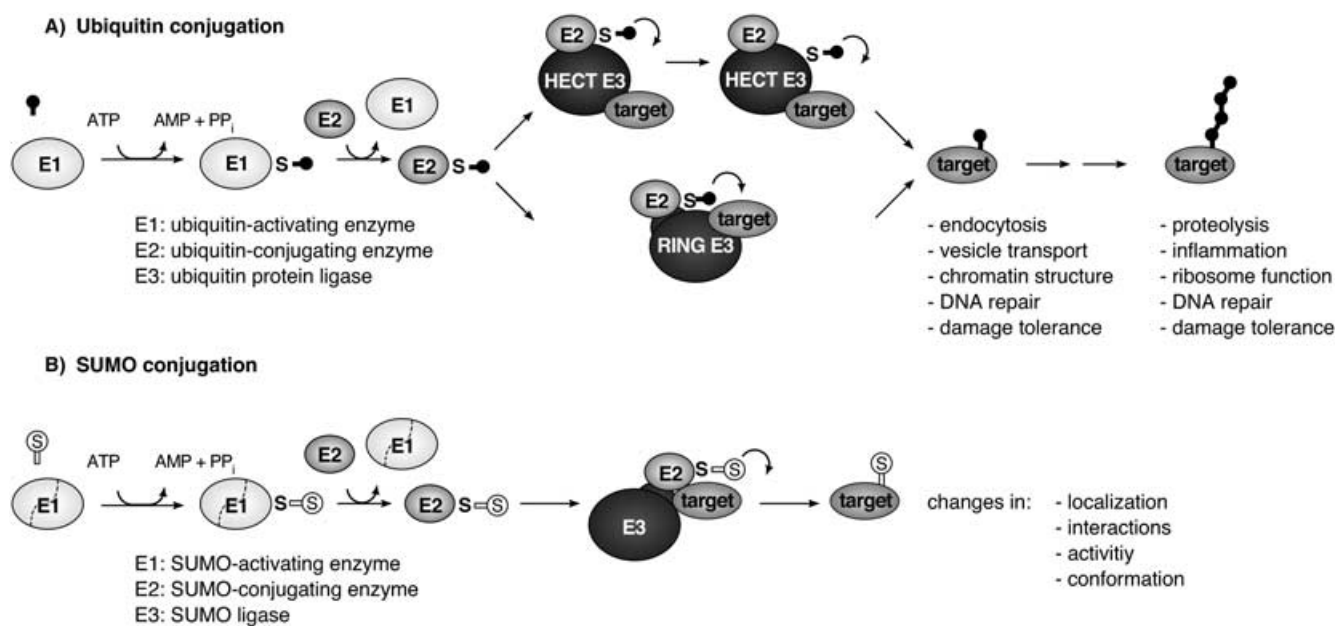 A) Ubiquitin conjugation
E2 S
HECT E3
target
E2
S
HECT E3
target
E1
ATP AMP + PPi
E1 S
E2
E1
E2 S
E2 S
target
RING E3
target
target
E1: ubiquitin-activating enzyme
E2: ubiquitin-conjugating enzyme
E3: ubiquitin protein ligase
- endocytosis
- vesicle transport
- chromatin structure
- DNA repair
- damage tolerance
- proteolysis
- inflammation
- ribosome function
- DNA repair
- damage tolerance
B) SUMO conjugation
S
E1
ATP AMP + PPi
E1 S S
E2
E1
E2 S S
E2 S S
target
E3
S
target
changes in:
- localization
- interactions
- activitiy
- conformation
E1: SUMO-activating enzyme
E2: SUMO-conjugating enzyme
E3: SUMO ligase